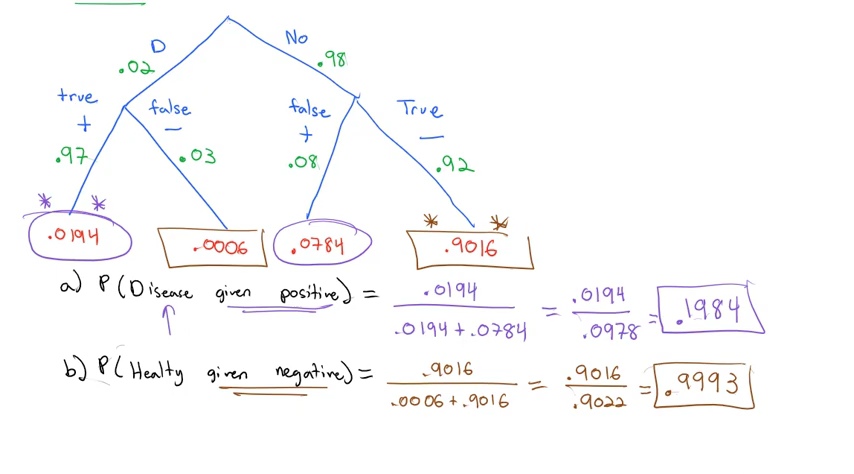 D No
.02 .98
true false false True
+ − + −
.97 .03 .08 .92
* * * *
.0194 .0006 .0784 .9016
a) P(Disease given positive) = .0194 / .0194 + .0784 = .0194 / .0978 = .1984
b) P(Healty given negative) = .9016 / .0006 + .9016 = .9016 / .9022 = .9993